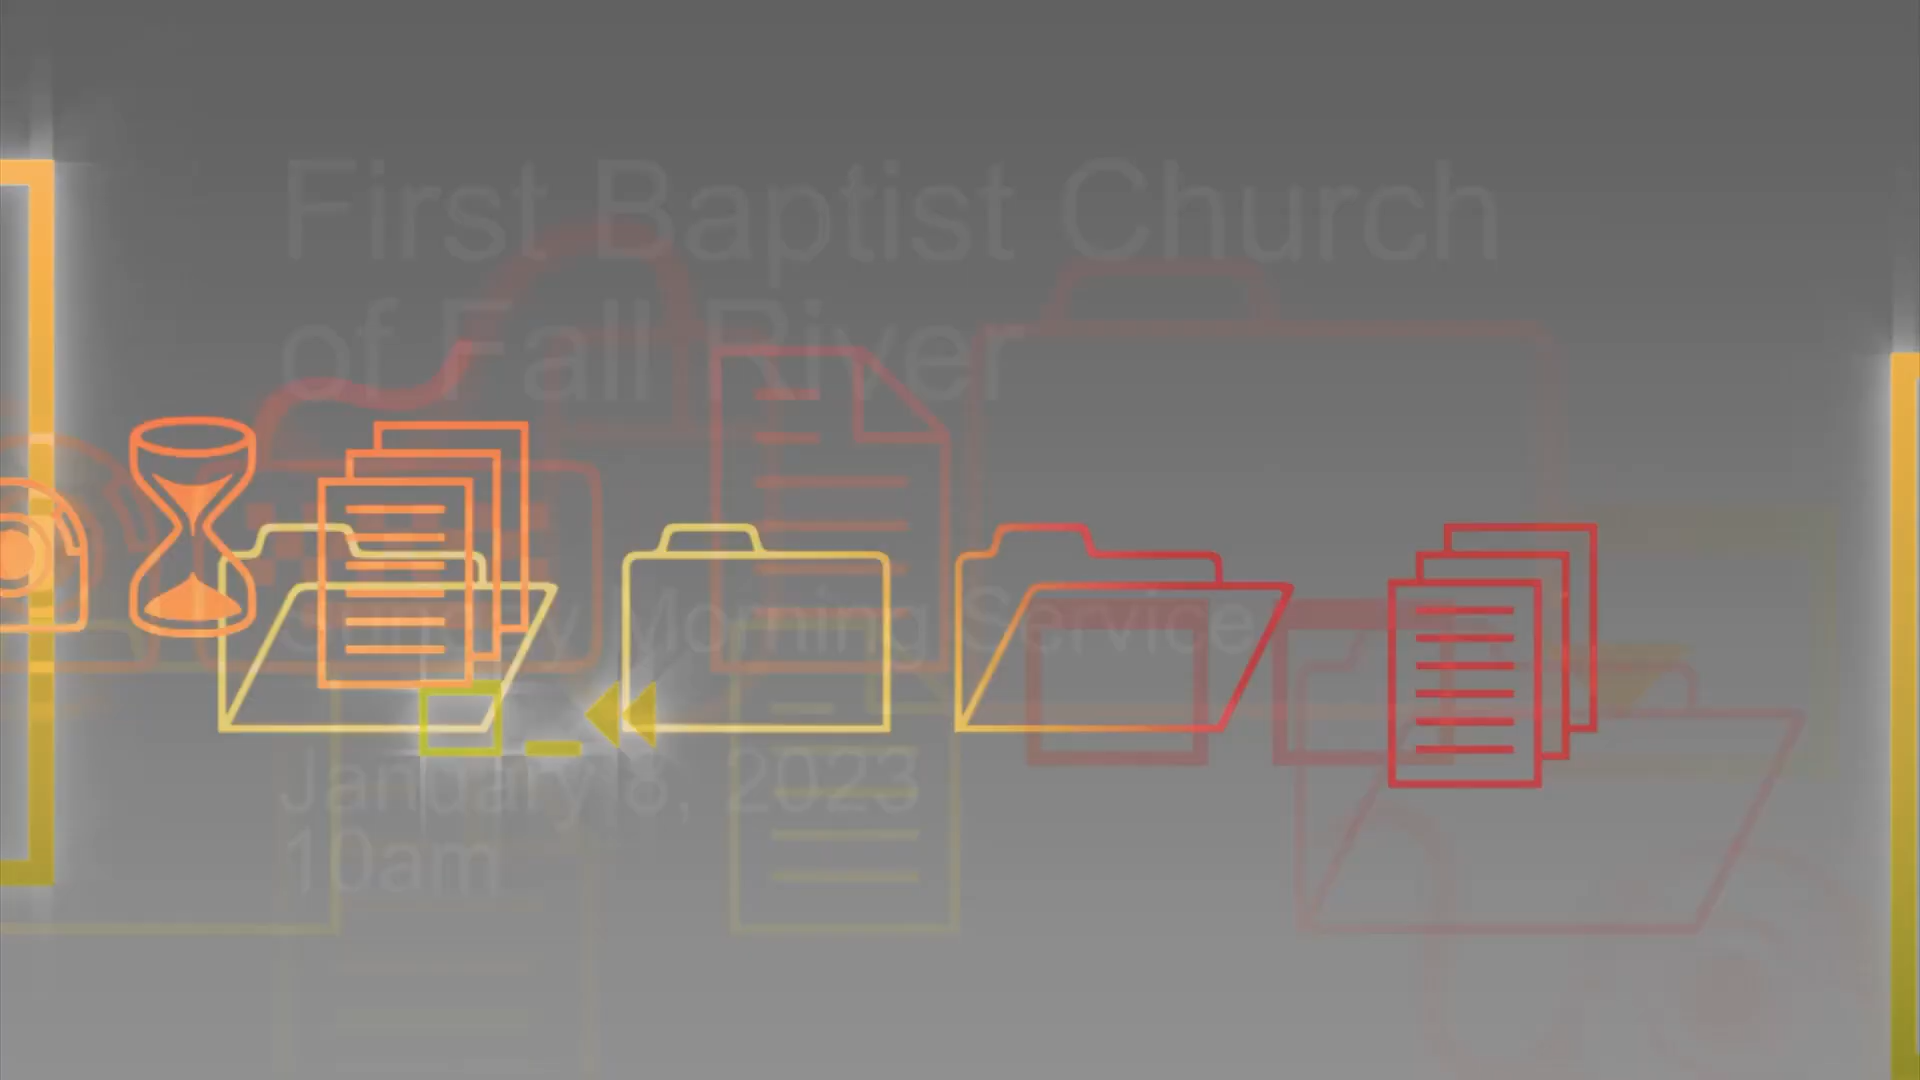 First Baptist Church
of Fall River
Sunday Morning Service
January 8, 2023
10am